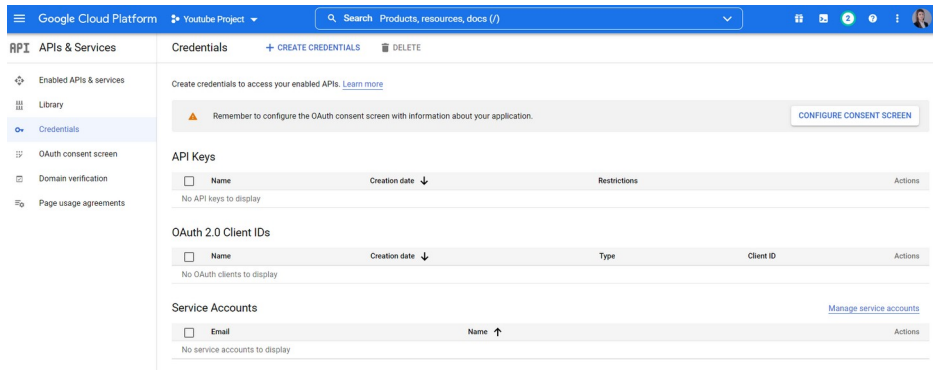 Google Cloud Platform Youtube Project Search Products, resources, docs (/) 2
API APIs & Services
Credentials + CREATE CREDENTIALS DELETE
Enabled APIs & services
Library
Credentials
OAuth consent screen
Domain verification
Page usage agreements
Create credentials to access your enabled APIs. Learn more
Remember to configure the OAuth consent screen with information about your application. CONFIGURE CONSENT SCREEN
API Keys
Name Creation date Restrictions Actions
No API keys to display
OAuth 2.0 Client IDs
Name Creation date Type Client ID Actions
No OAuth clients to display
Service Accounts Manage service accounts
Email Name Actions
No service accounts to display